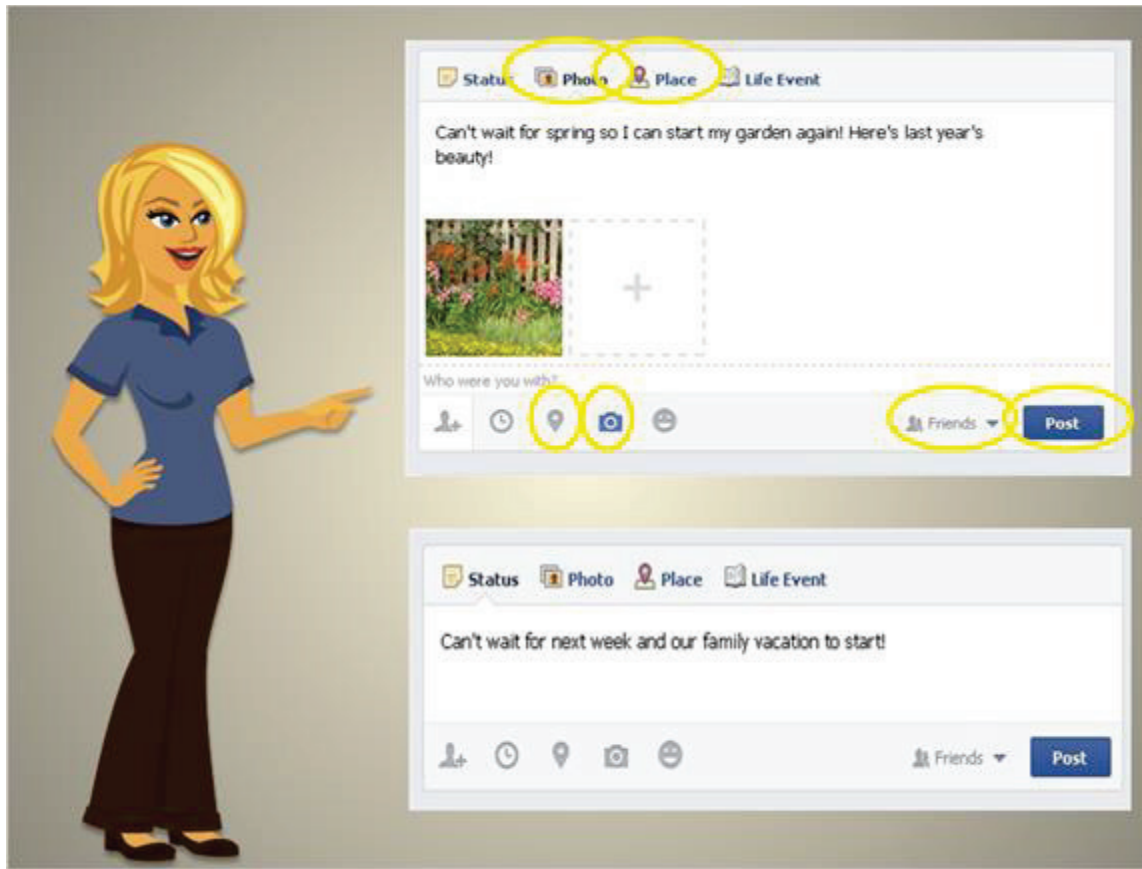 Status Photo Place Life Event
Can't wait for spring so I can start my garden again! Here's last year's
beauty!
Who were you with?
Friends Post
Status Photo Place Life Event
Can't wait for next week and our family vacation to start!
Friends Post